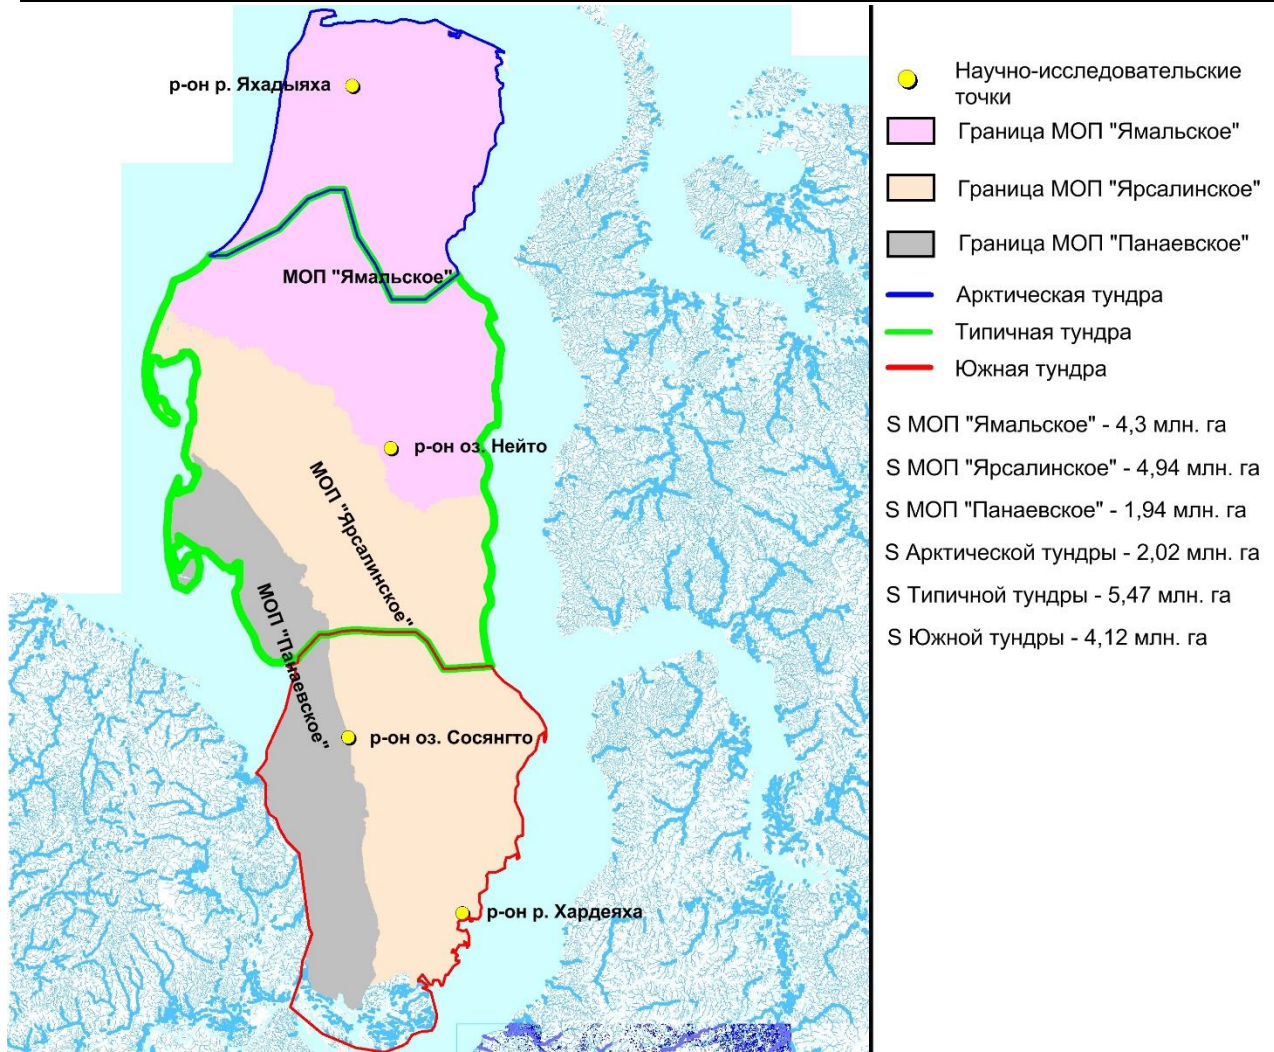 р-он р. Яхадыяха
МОП "Ямальское"
р-он оз. Нейто
МОП "Ярсалинское"
МОП "Панаевское"
р-он оз. Сосянгто
р-он р. Хардеяха
Научно-исследовательские
точки
Граница МОП "Ямальское"
Граница МОП "Ярсалинское"
Граница МОП "Панаевское"
Арктическая тундра
Типичная тундра
Южная тундра
S МОП "Ямальское" - 4,3 млн. га
S МОП "Ярсалинское" - 4,94 млн. га
S МОП "Панаевское" - 1,94 млн. га
S Арктической тундры - 2,02 млн. га
S Типичной тундры - 5,47 млн. га
S Южной тундры - 4,12 млн. га